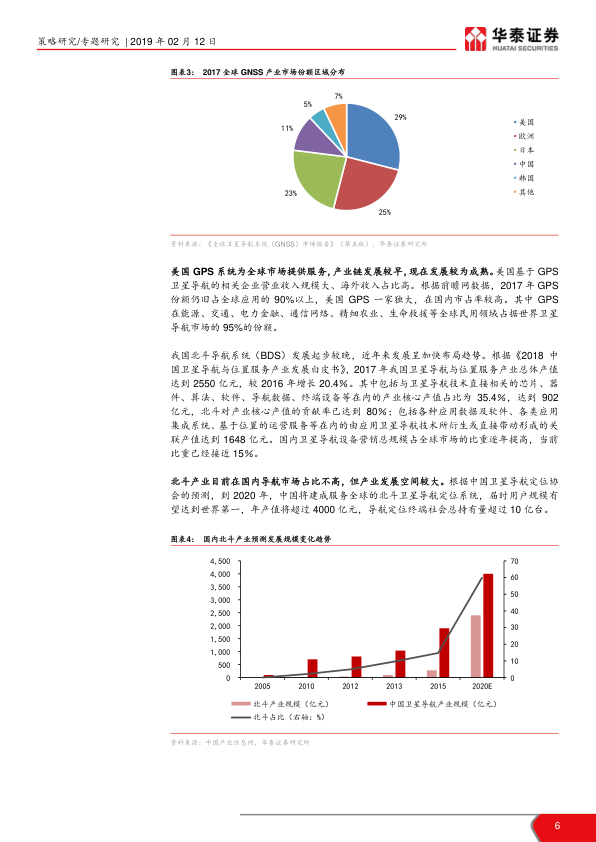 策略研究/专题研究 | 2019 年 02 月 12 日
华泰证券
HUATAI SECURITIES
图表3： 2017 全球 GNSS 产业市场份额区域分布
7%
5%
29%
11%
23%
25%
美国
欧洲
日本
中国
韩国
其他
资料来源：《全球卫星导航系统（GNSS）市场报告》（第五版），华泰证券研究所
美国 GPS 系统为全球市场提供服务，产业链发展较早，现在发展较为成熟。美国基于 GPS
卫星导航的相关企业营业收入规模大、海外收入占比高。根据前瞻网数据，2017 年 GPS
份额仍旧占全球应用的 90%以上，美国 GPS 一家独大，在国内市占率较高。其中 GPS
在能源、交通、电力金融、通信网络、精细农业、生命救援等全球民用领域占据世界卫星
导航市场的 95%的份额。
我国北斗导航系统（BDS）发展起步较晚，近年来发展呈加快布局趋势。根据《2018 中
国卫星导航与位置服务产业发展白皮书》，2017 年我国卫星导航与位置服务产业总体产值
达到 2550 亿元，较 2016 年增长 20.4%。其中包括与卫星导航技术直接相关的芯片、器
件、算法、软件、导航数据、终端设备等在内的产业核心产值占比为 35.4%，达到 902
亿元，北斗对产业核心产值的贡献率已达到 80%；包括各种应用数据及软件、各类应用
集成系统、基于位置的运营服务等在内的由应用卫星导航技术所衍生或直接带动形成的关
联产值达到 1648 亿元。国内卫星导航设备营销总规模占全球市场的比重逐年提高，当前
比重已经接近 15%。
北斗产业目前在国内导航市场占比不高，但产业发展空间较大。根据中国卫星导航定位协
会的预测，到 2020 年，中国将建成服务全球的北斗卫星导航定位系统，届时用户规模有
望达到世界第一，年产值将超过 4000 亿元，导航定位终端社会总持有量超过 10 亿台。
图表4： 国内北斗产业预测发展规模变化趋势
4,500
4,000
3,500
3,000
2,500
2,000
1,500
1,000
500
0
70
60
50
40
30
20
10
0
2005 2010 2012 2013 2015 2020E
北斗产业规模（亿元） 中国卫星导航产业规模（亿元）
北斗占比（右轴：%）
资料来源：中国产业信息网，华泰证券研究所
6